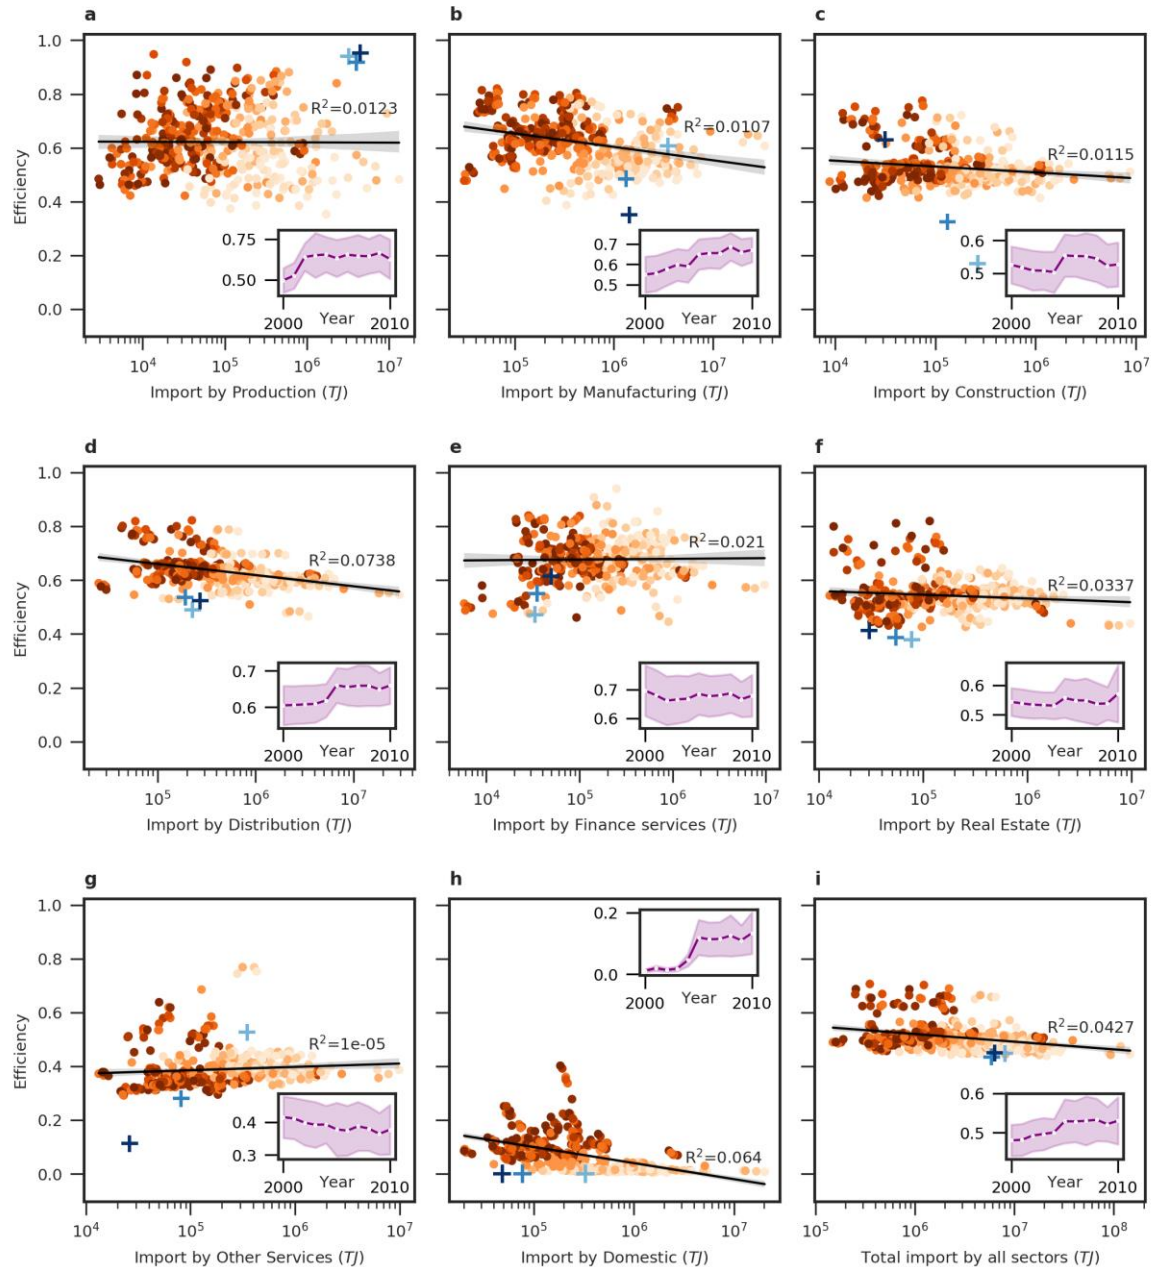 a
b
c
1.0
0.8
0.6
0.4
0.2
0.0
Efficiency
R²=0.0123
R²=0.0107
R²=0.0115
0.75
0.50
2000 Year 2010
0.7
0.6
0.5
2000 Year 2010
0.6
0.5
2000 Year 2010
10⁴ 10⁵ 10⁶ 10⁷
10⁵ 10⁶ 10⁷
10⁴ 10⁵ 10⁶ 10⁷
Import by Production (TJ)
Import by Manufacturing (TJ)
Import by Construction (TJ)
d
e
f
1.0
0.8
0.6
0.4
0.2
0.0
Efficiency
R²=0.0738
R²=0.021
R²=0.0337
0.7
0.6
2000 Year 2010
0.7
0.6
2000 Year 2010
0.6
0.5
2000 Year 2010
10⁵ 10⁶ 10⁷
10⁴ 10⁵ 10⁶ 10⁷
10⁴ 10⁵ 10⁶ 10⁷
Import by Distribution (TJ)
Import by Finance services (TJ)
Import by Real Estate (TJ)
g
h
i
1.0
0.8
0.6
0.4
0.2
0.0
Efficiency
R²=1e-05
0.4
0.3
2000 Year 2010
0.2
0.0
2000 Year 2010
R²=0.064
R²=0.0427
0.6
0.5
2000 Year 2010
10⁴ 10⁵ 10⁶ 10⁷
10⁵ 10⁶ 10⁷
10⁵ 10⁶ 10⁷ 10⁸
Import by Other Services (TJ)
Import by Domestic (TJ)
Total import by all sectors (TJ)